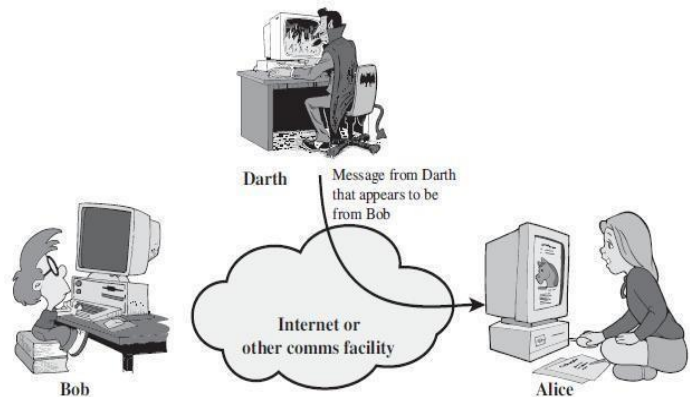 Darth
Message from Darth
that appears to be
from Bob
Internet or
other comms facility
Bob
Alice